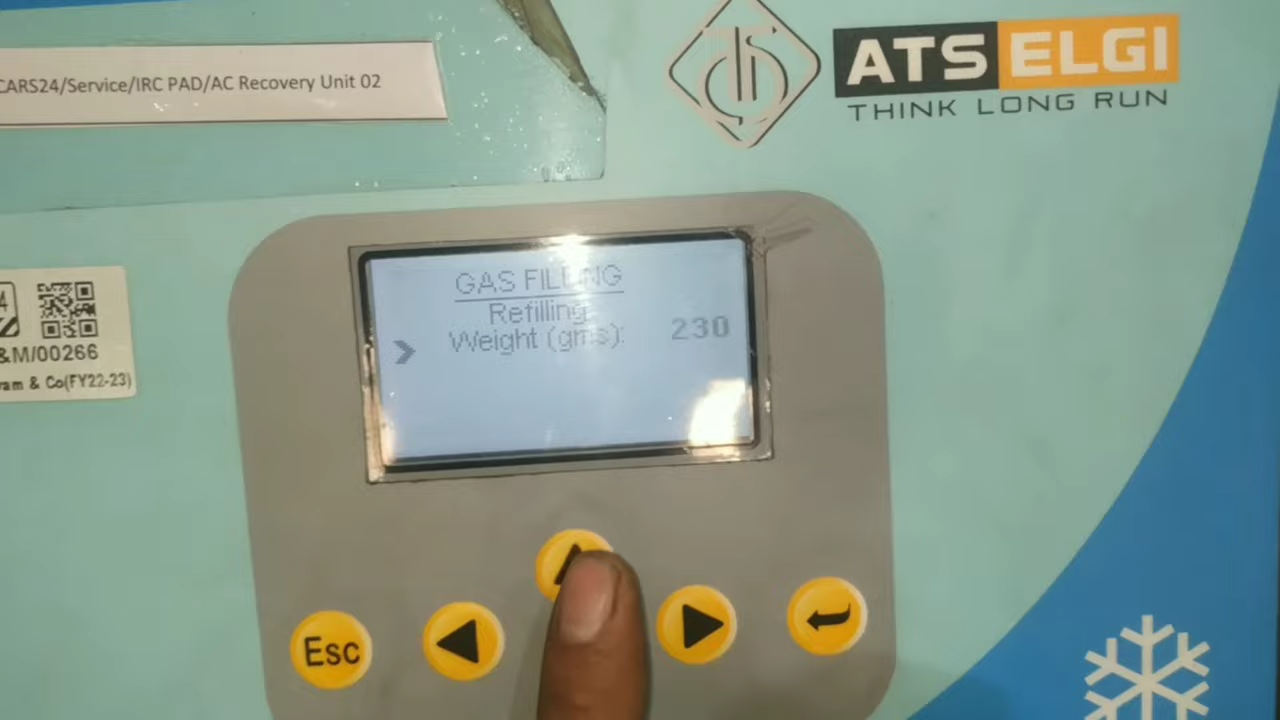 CARS24/Service/IRC PAD/AC Recovery Unit 02
ATS ELGI
THINK LONG RUN
4
&M/00266
ram & Co(FY22-23)
GAS FILLING
Refilling
Weight (gms): 230
Esc